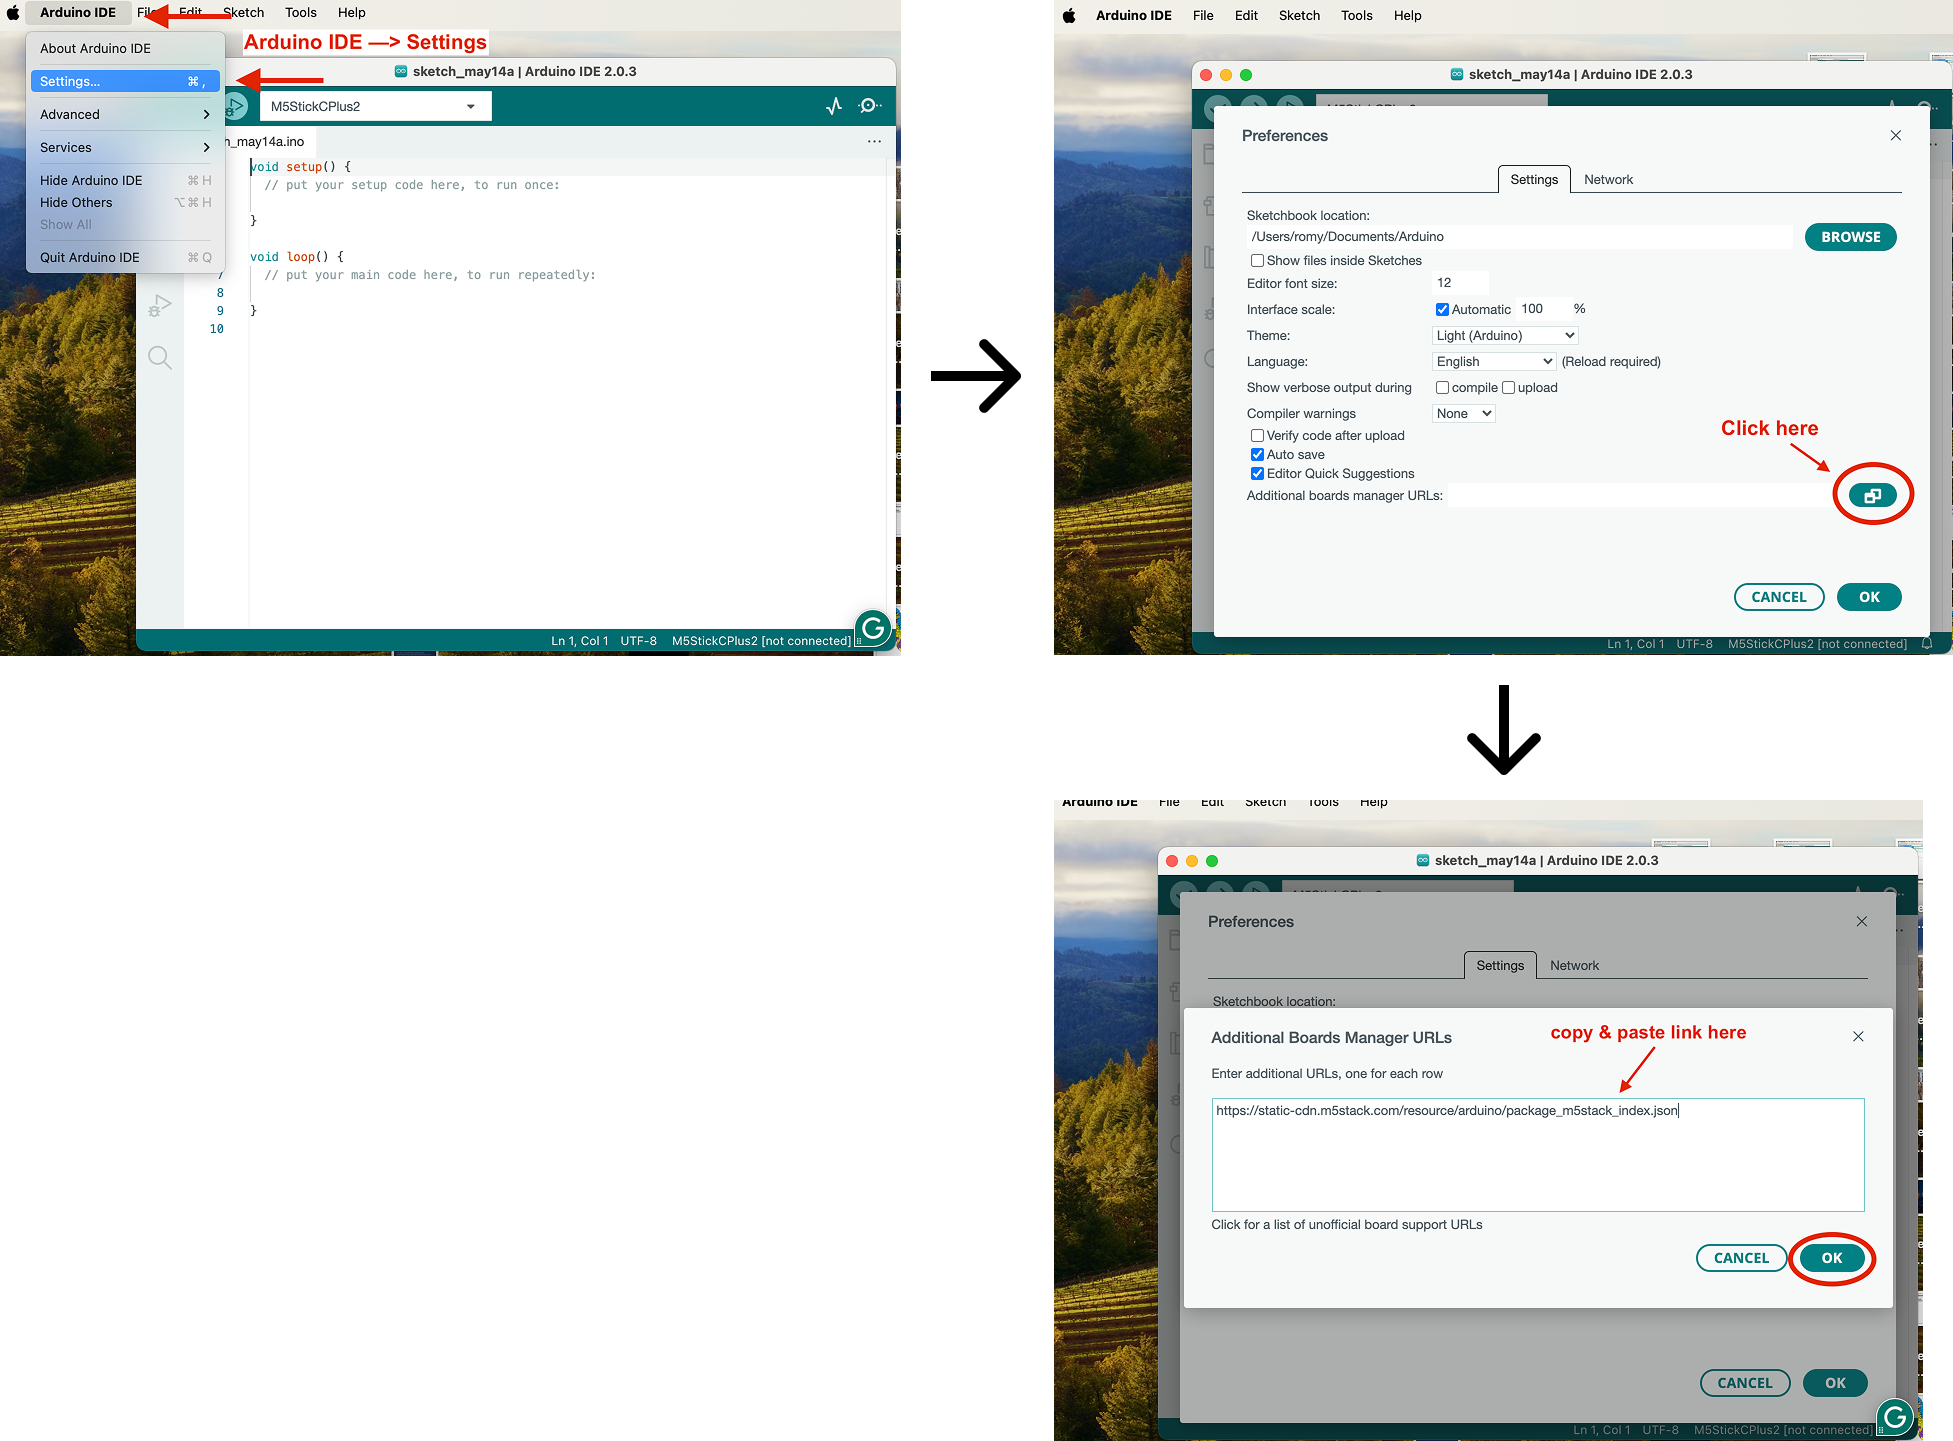 Arduino IDE File Edit Sketch Tools Help
About Arduino IDE
Settings... ⌘ ,
Advanced
Services
Hide Arduino IDE ⌘ H
Hide Others ⌥ ⌘ H
Show All
Quit Arduino IDE ⌘ Q
Arduino IDE —> Settings
sketch_may14a | Arduino IDE 2.0.3
M5StickCPlus2
h_may14a.ino
void setup() {
// put your setup code here, to run once:
}
void loop() {
7 // put your main code here, to run repeatedly:
8
9 }
10
Ln 1, Col 1 UTF-8 M5StickCPlus2 [not connected]
Arduino IDE File Edit Sketch Tools Help
sketch_may14a | Arduino IDE 2.0.3
Preferences
Settings Network
Sketchbook location:
/Users/romy/Documents/Arduino BROWSE
Show files inside Sketches
Editor font size: 12
Interface scale: Automatic 100 %
Theme: Light (Arduino)
Language: English (Reload required)
Show verbose output during compile upload
Compiler warnings None
Verify code after upload
Auto save
Editor Quick Suggestions
Additional boards manager URLs:
Click here
CANCEL OK
Ln 1, Col 1 UTF-8 M5StickCPlus2 [not connected]
Arduino IDE File Edit Sketch Tools Help
sketch_may14a | Arduino IDE 2.0.3
Preferences
Settings Network
Sketchbook location:
Additional Boards Manager URLs
copy & paste link here
Enter additional URLs, one for each row
https://static-cdn.m5stack.com/resource/arduino/package_m5stack_index.json
Click for a list of unofficial board support URLs
CANCEL OK
CANCEL OK
Ln 1, Col 1 UTF-8 M5StickCPlus2 [not connected]